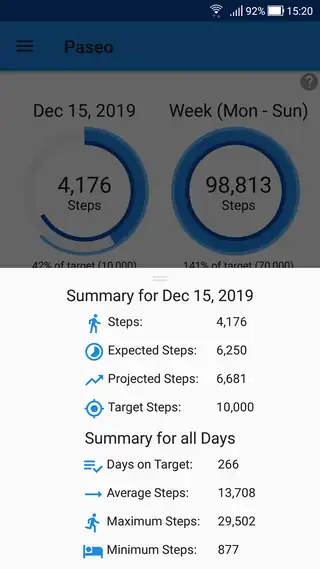 92% 15:20
Paseo
?
Dec 15, 2019 Week (Mon - Sun)
4,176 98,813
Steps Steps
42% of target (10,000) 141% of target (70,000)
Summary for Dec 15, 2019
Steps: 4,176
Expected Steps: 6,250
Projected Steps: 6,681
Target Steps: 10,000
Summary for all Days
Days on Target: 266
Average Steps: 13,708
Maximum Steps: 29,502
Minimum Steps: 877